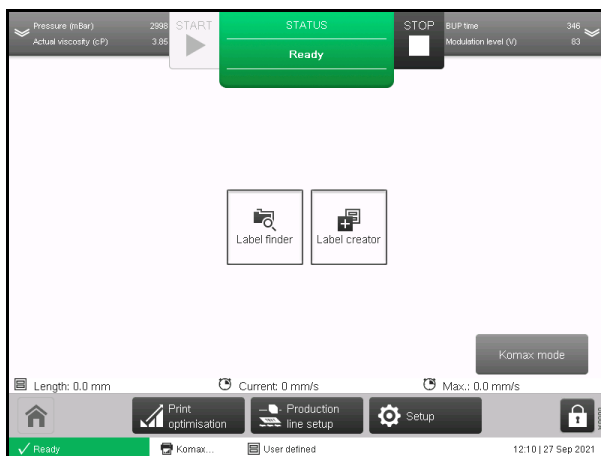 Pressure (mBar) 2998
Actual viscosity (cP) 3.85
START
STATUS
Ready
STOP
BUP time 346
Modulation level (V) 83
Label finder
Label creator
Komax mode
Length: 0.0 mm
Current: 0 mm/s
Max.: 0.0 mm/s
Print
optimisation
Production
line setup
Setup
Ready
Komax...
User defined
12:10 | 27 Sep 2021